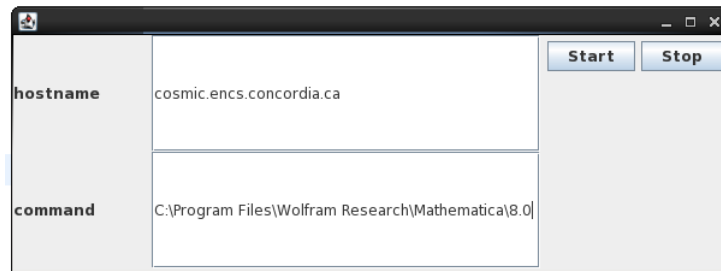 Start Stop
hostname cosmic.encs.concordia.ca
command C:\Program Files\Wolfram Research\Mathematica\8.0